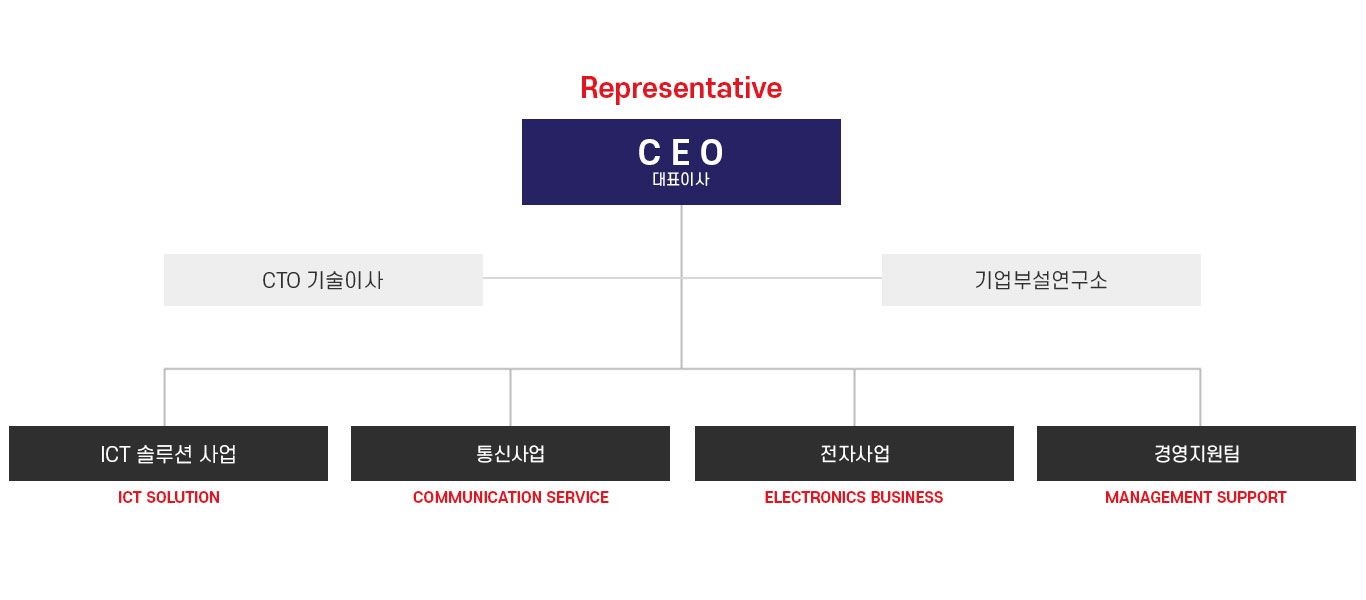 Representative
C E O
대표이사
CTO 기술이사
기업부설연구소
ICT 솔루션 사업
통신사업
전자사업
경영지원팀
ICT SOLUTION
COMMUNICATION SERVICE
ELECTRONICS BUSINESS
MANAGEMENT SUPPORT